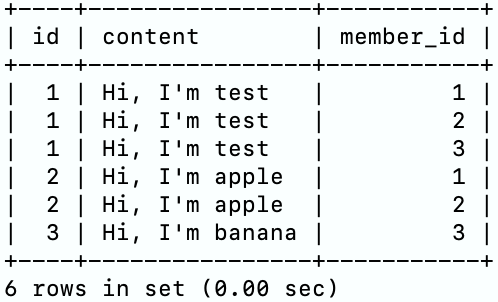 +----+-----------------+-----------+
| id | content         | member_id |
+----+-----------------+-----------+
|  1 | Hi, I'm test    |         1 |
|  1 | Hi, I'm test    |         2 |
|  1 | Hi, I'm test    |         3 |
|  2 | Hi, I'm apple   |         1 |
|  2 | Hi, I'm apple   |         2 |
|  3 | Hi, I'm banana  |         3 |
+----+-----------------+-----------+
6 rows in set (0.00 sec)